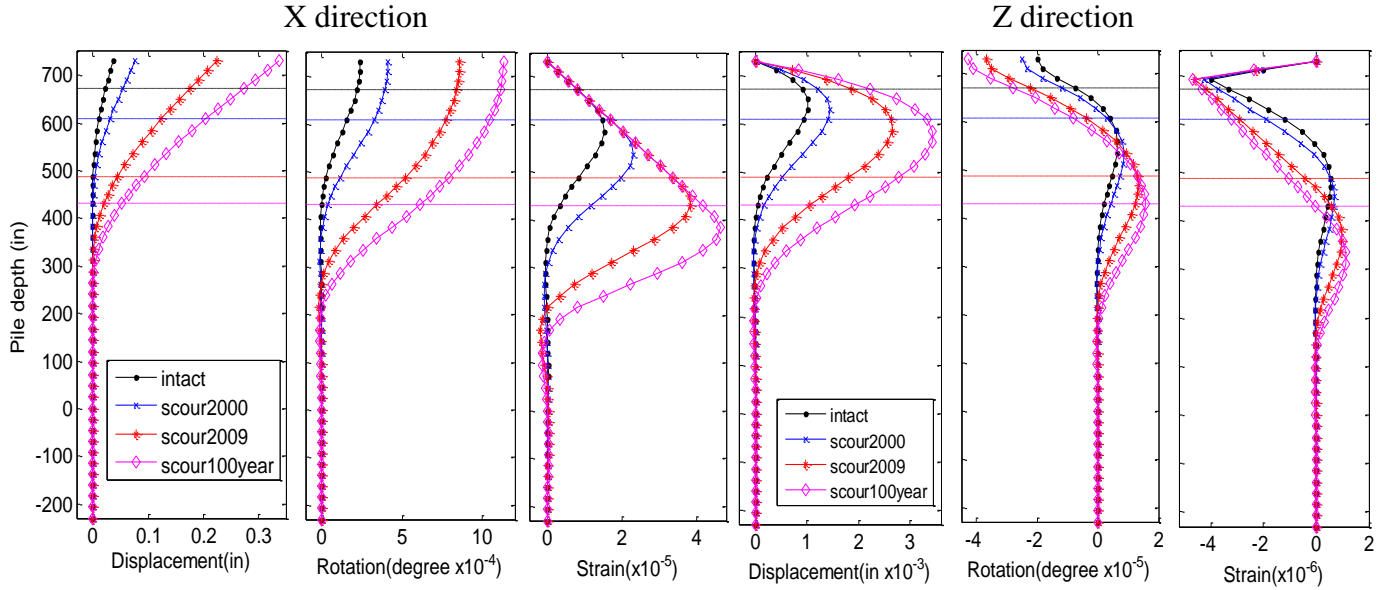 X direction
Z direction
Pile depth (in)
700
600
500
400
300
200
100
0
-100
-200
intact
scour2000
scour2009
scour100year
0 0.1 0.2 0.3
Displacement(in)
0 5 10
Rotation(degree x10-4)
0 2 4
Strain(x10-5)
intact
scour2000
scour2009
scour100year
0 1 2 3
Displacement(in x10-3)
-4 -2 0 2
Rotation(degree x10-5)
-4 -2 0 2
Strain(x10-6)